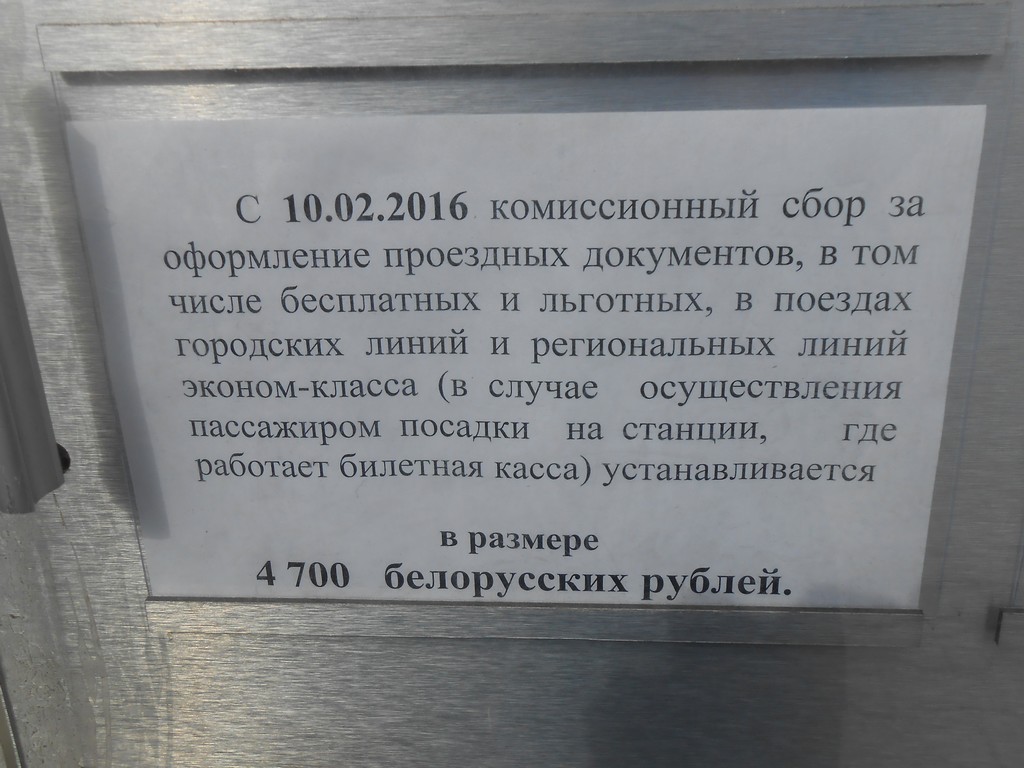 С 10.02.2016 комиссионный сбор за
оформление проездных документов, в том
числе бесплатных и льготных, в поездах
городских линий и региональных линий
эконом-класса (в случае осуществления
пассажиром посадки на станции, где
работает билетная касса) устанавливается
в размере
4 700 белорусских рублей.